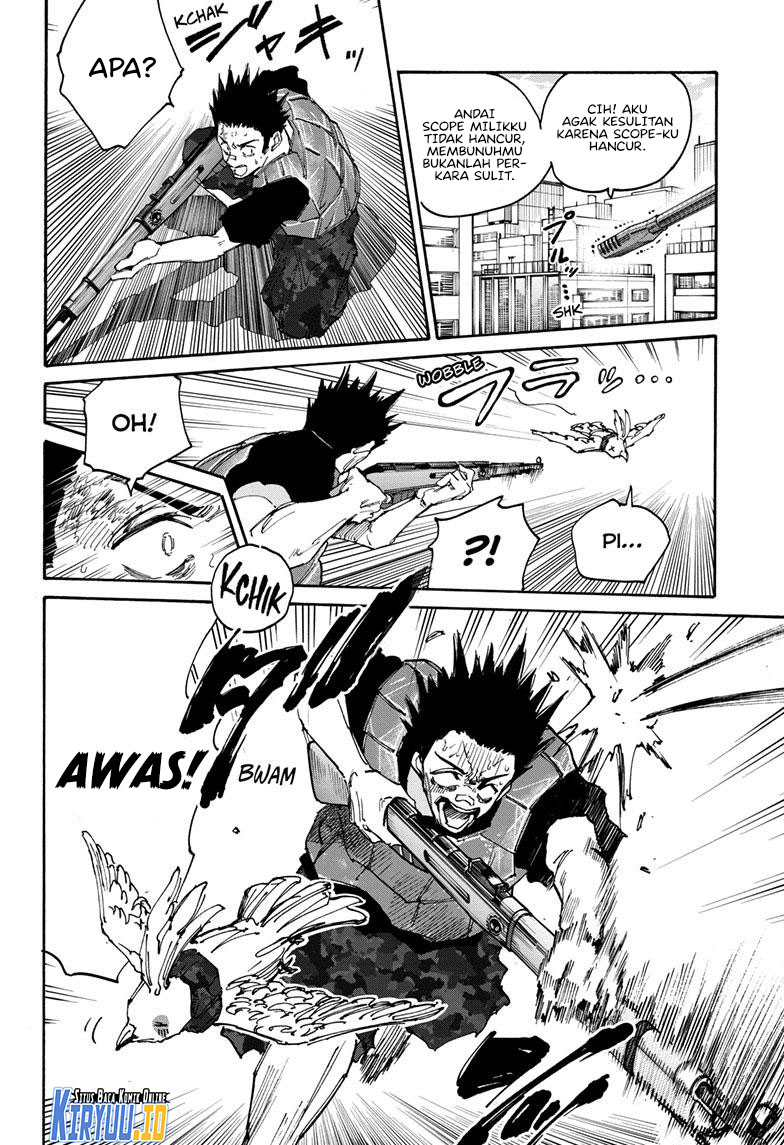 CIH! AKU
AGAK KESULITAN
KARENA SCOPE-KU
HANCUR.
ANDAI
SCOPE MILIKKU
TIDAK HANCUR,
MEMBUNUHMU
BUKANLAH PER-
KARA SULIT.
プルッ…
SHK
KCHAK
ジャキッ
APA?
WOBBLE
フラッ...
PI...
?!
OH!
KCHIK
AWAS!
BWAM
SITUS BACA KOMIK ONLINE
KIRYUU.ID